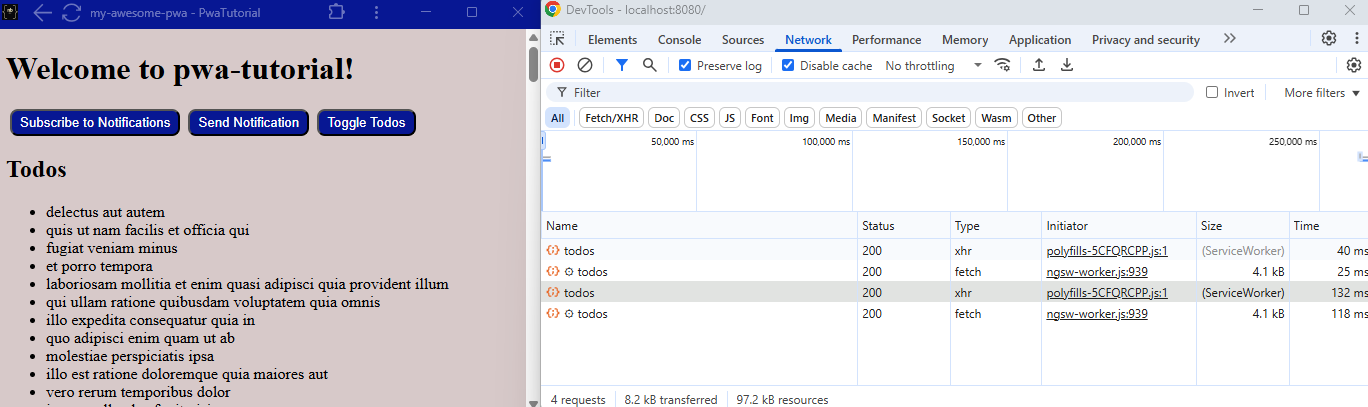 my-awesome-pwa - PwaTutorial
Welcome to pwa-tutorial!
Subscribe to Notifications Send Notification Toggle Todos
Todos
delectus aut autem
quis ut nam facilis et officia qui
fugiat veniam minus
et porro tempora
laboriosam mollitia et enim quasi adipisci quia provident illum
qui ullam ratione quibusdam voluptatem quia omnis
illo expedita consequatur quia in
quo adipisci enim quam ut ab
molestiae perspiciatis ipsa
illo est ratione doloremque quia maiores aut
vero rerum temporibus dolor
DevTools - localhost:8080/
Elements Console Sources Network Performance Memory Application Privacy and security
Preserve log Disable cache No throttling
Filter Invert More filters
All Fetch/XHR Doc CSS JS Font Img Media Manifest Socket Wasm Other
50,000 ms 100,000 ms 150,000 ms 200,000 ms 250,000 ms
Name Status Type Initiator Size Time
todos 200 xhr polyfills-5CFQRCPP.js:1 (ServiceWorker) 40 ms
todos 200 fetch ngsw-worker.js:939 4.1 kB 25 ms
todos 200 xhr polyfills-5CFQRCPP.js:1 (ServiceWorker) 132 ms
todos 200 fetch ngsw-worker.js:939 4.1 kB 118 ms
4 requests 8.2 kB transferred 97.2 kB resources